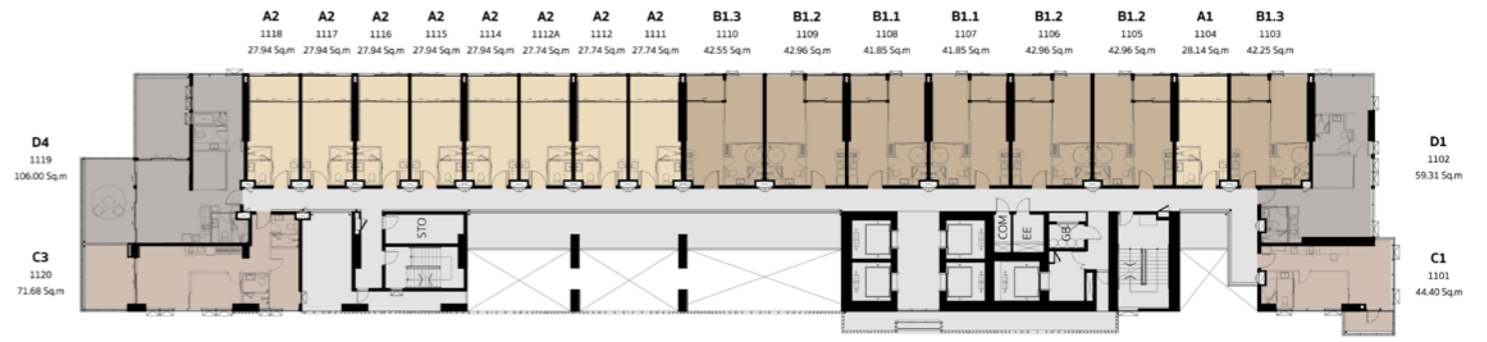 A2
1118
27.94 Sq.m
A2
1117
27.94 Sq.m
A2
1116
27.94 Sq.m
A2
1115
27.94 Sq.m
A2
1114
27.94 Sq.m
A2
1112A
27.74 Sq.m
A2
1112
27.74 Sq.m
A2
1111
27.74 Sq.m
B1.3
1110
42.55 Sq.m
B1.2
1109
42.96 Sq.m
B1.1
1108
41.85 Sq.m
B1.1
1107
41.85 Sq.m
B1.2
1106
42.96 Sq.m
B1.2
1105
42.96 Sq.m
A1
1104
28.14 Sq.m
B1.3
1103
42.25 Sq.m
D4
1119
106.00 Sq.m
D1
1102
59.31 Sq.m
STO
COM
EE
GB
C3
1120
71.68 Sq.m
C1
1101
44.40 Sq.m